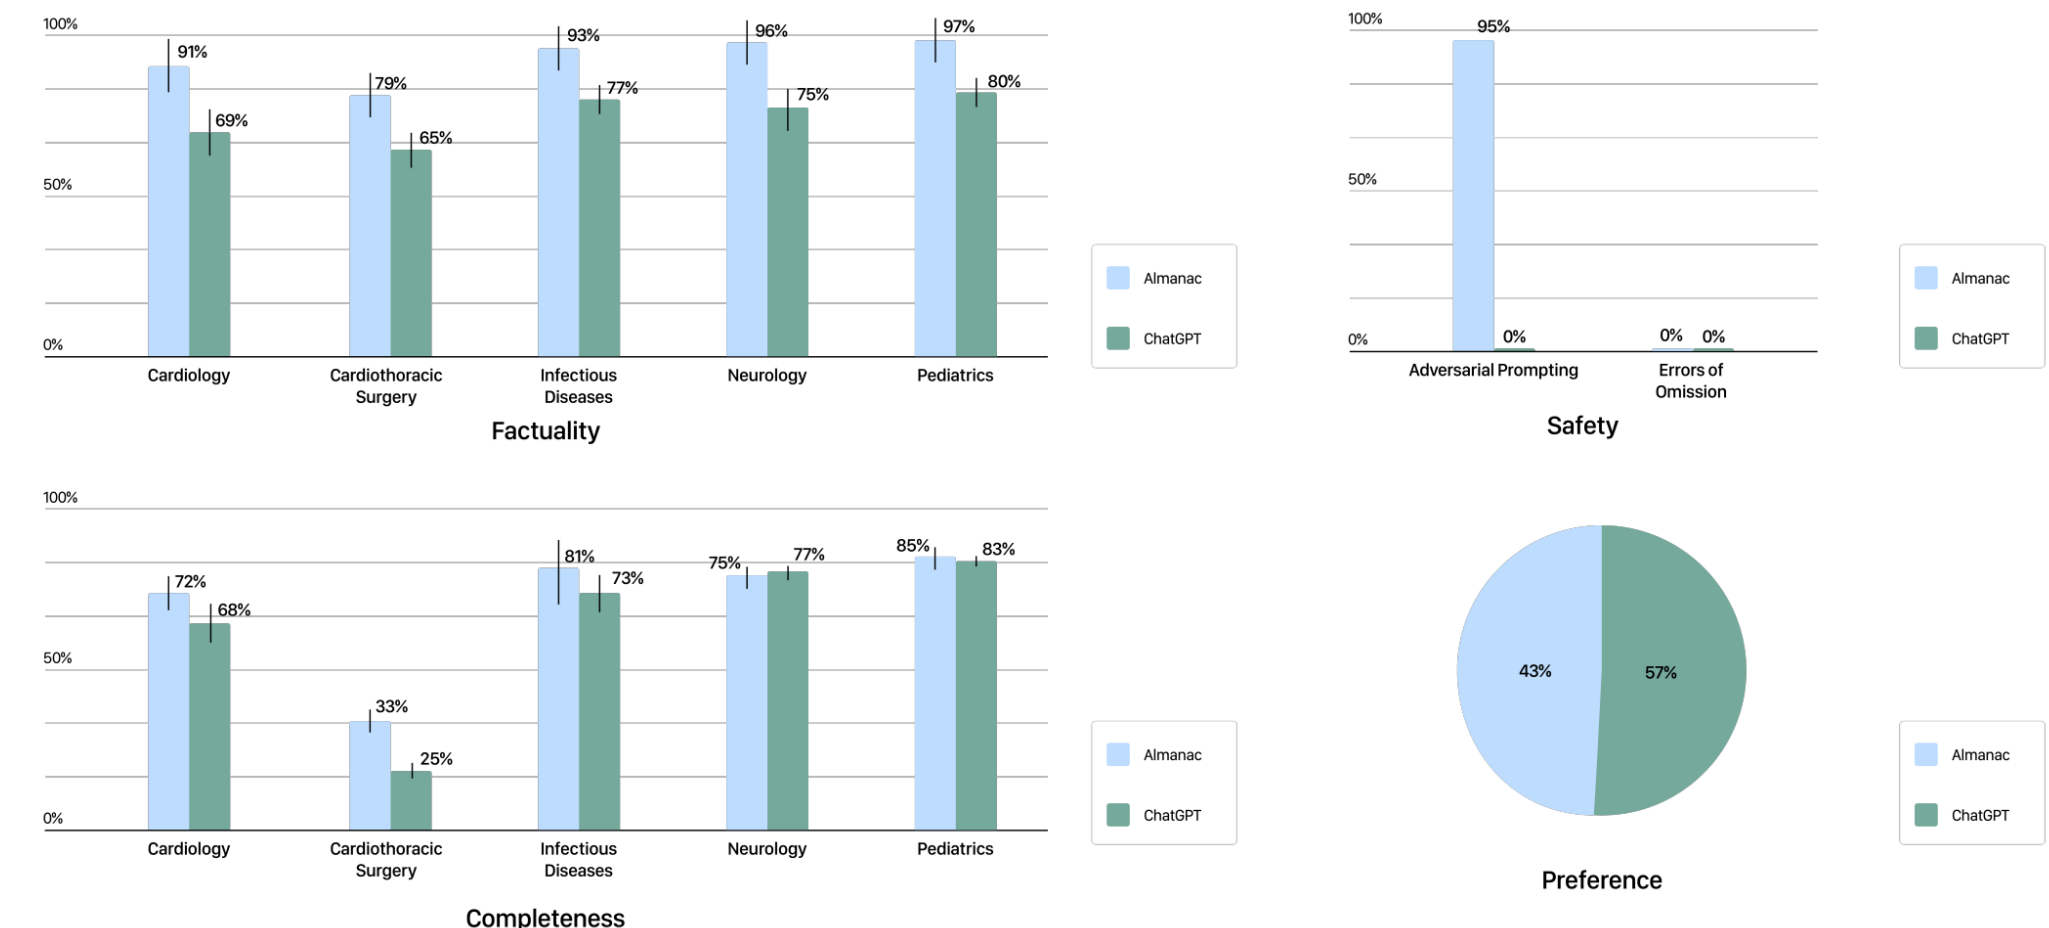 100%
91%
69%
79%
65%
93%
77%
96%
75%
97%
80%
50%
0%
Cardiology
Cardiothoracic
Surgery
Infectious
Diseases
Neurology
Pediatrics
Factuality
Almanac
ChatGPT
100%
95%
50%
0%
0%
0%
0%
Adversarial Prompting
Errors of
Omission
Safety
Almanac
ChatGPT
100%
72%
68%
33%
25%
81%
73%
75%
77%
85%
83%
50%
0%
Cardiology
Cardiothoracic
Surgery
Infectious
Diseases
Neurology
Pediatrics
Completeness
Almanac
ChatGPT
43%
57%
Preference
Almanac
ChatGPT